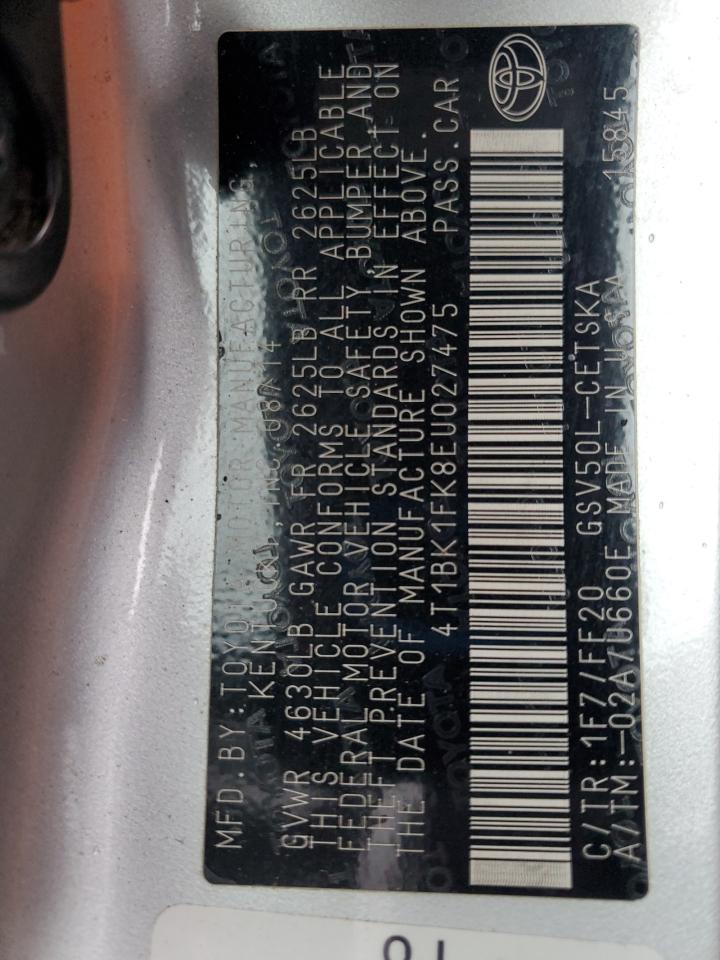 MFD.BY:TOYOTA MOTOR MANUFACTURING,
KENTUCKY, INC. 08/14
GVWR 4630LB GAWR FR 2625LB RR 2625LB
THIS VEHICLE CONFORMS TO ALL APPLICABLE
FEDERAL MOTOR VEHICLE SAFETY, BUMPER, AND
THEFT PREVENTION STANDARDS IN EFFECT ON
THE DATE OF MANUFACTURE SHOWN ABOVE.
4T1BK1FK8EU027475 PASS.CAR
C/TR:1F7/FF20 GSV50L-CETSKA
A/TM:-02A/U660E MADE IN U.S.A 15845